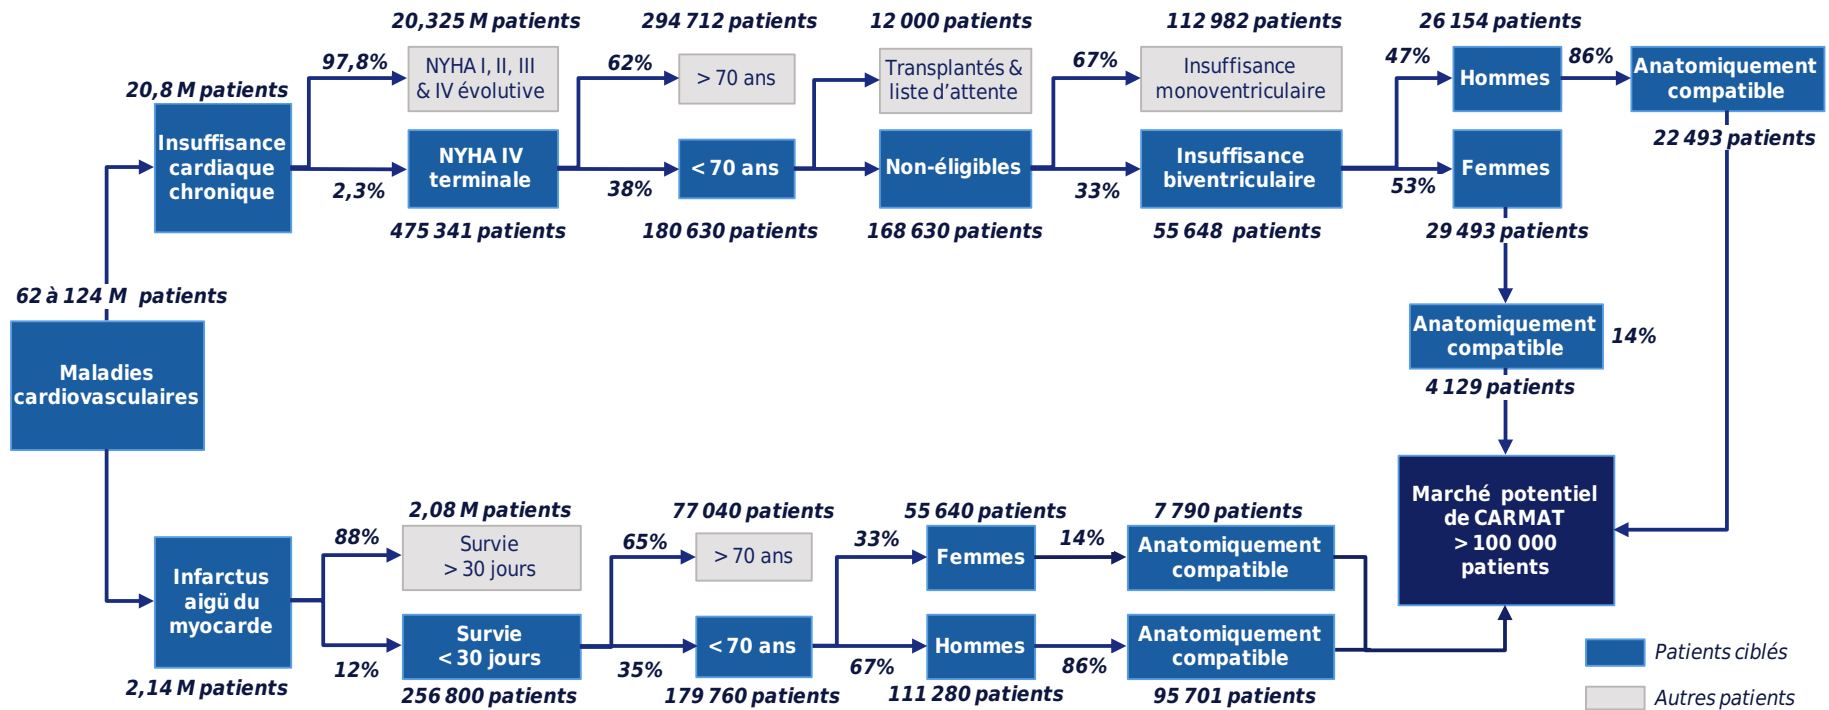 20,325 M patients
294 712 patients
12 000 patients
112 982 patients
26 154 patients
97,8%
NYHA I, II, III
& IV évolutive
62%
> 70 ans
Transplantés &
liste d'attente
67%
Insuffisance
monoventriculaire
47%
Hommes
86%
Anatomiquement
compatible
20,8 M patients
22 493 patients
Insuffisance
cardiaque
chronique
2,3%
NYHA IV
terminale
38%
< 70 ans
Non-éligibles
33%
Insuffisance
biventriculaire
53%
Femmes
475 341 patients
180 630 patients
168 630 patients
55 648 patients
29 493 patients
62 à 124 M patients
Anatomiquement
compatible
14%
Maladies
cardiovasculaires
4 129 patients
Marché potentiel
de CARMAT
> 100 000
patients
2,08 M patients
77 040 patients
55 640 patients
7 790 patients
88%
Survie
> 30 jours
65%
> 70 ans
33%
Femmes
14%
Anatomiquement
compatible
Infarctus
aigü du
myocarde
12%
Survie
< 30 jours
35%
< 70 ans
67%
Hommes
86%
Anatomiquement
compatible
2,14 M patients
256 800 patients
179 760 patients
111 280 patients
95 701 patients
Patients ciblés
Autres patients